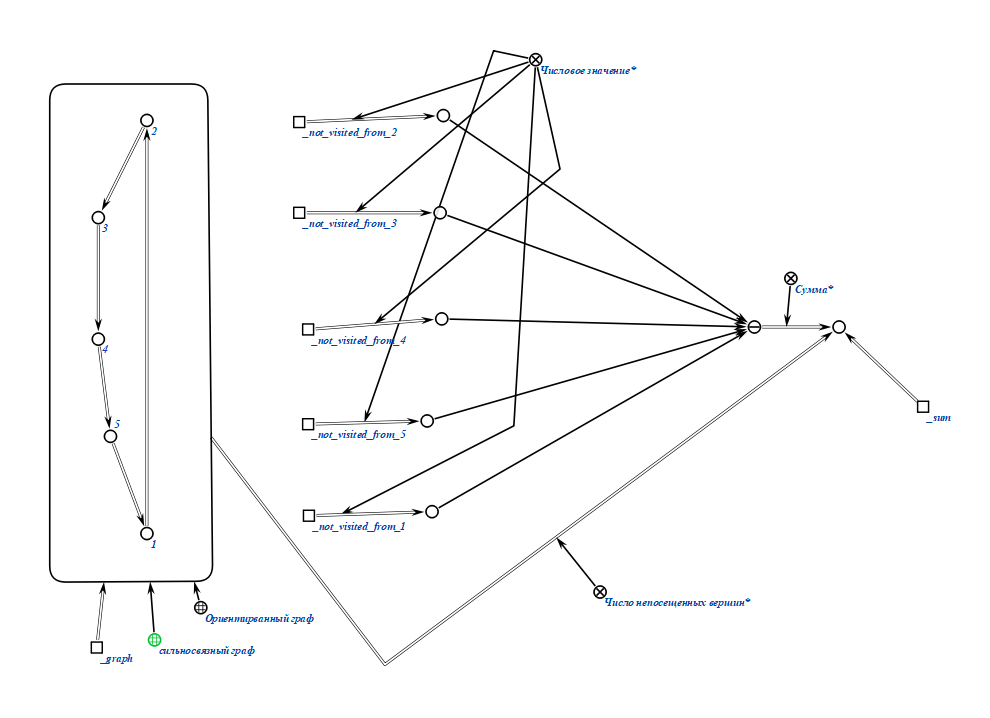 Числовое значение*
2
_not_visited_from_2
3
_not_visited_from_3
Сумма*
4
_not_visited_from_4
5
_not_visited_from_5
_sum
1
_not_visited_from_1
Число непосещенных вершин*
Ориентирванный граф
сильносвязный граф
_graph